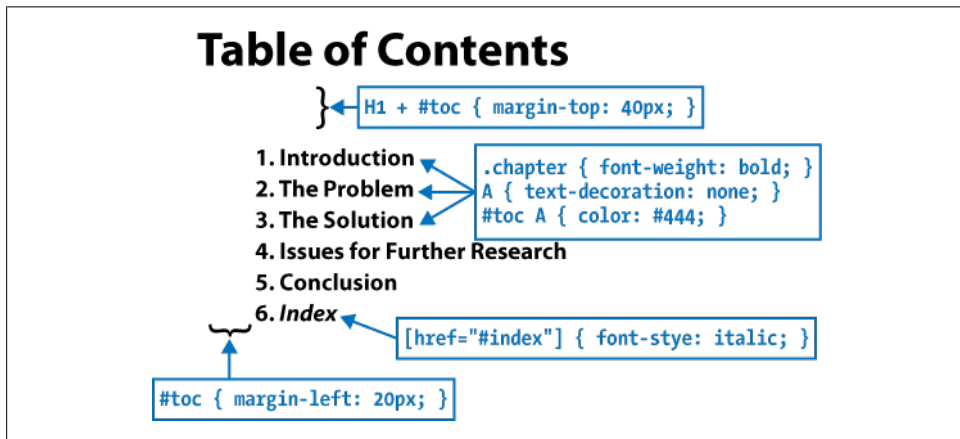 Table of Contents
H1 + #toc { margin-top: 40px; }
1. Introduction
2. The Problem
3. The Solution
4. Issues for Further Research
5. Conclusion
6. Index
.chapter { font-weight: bold; }
A { text-decoration: none; }
#toc A { color: #444; }
[href="#index"] { font-stye: italic; }
#toc { margin-left: 20px; }